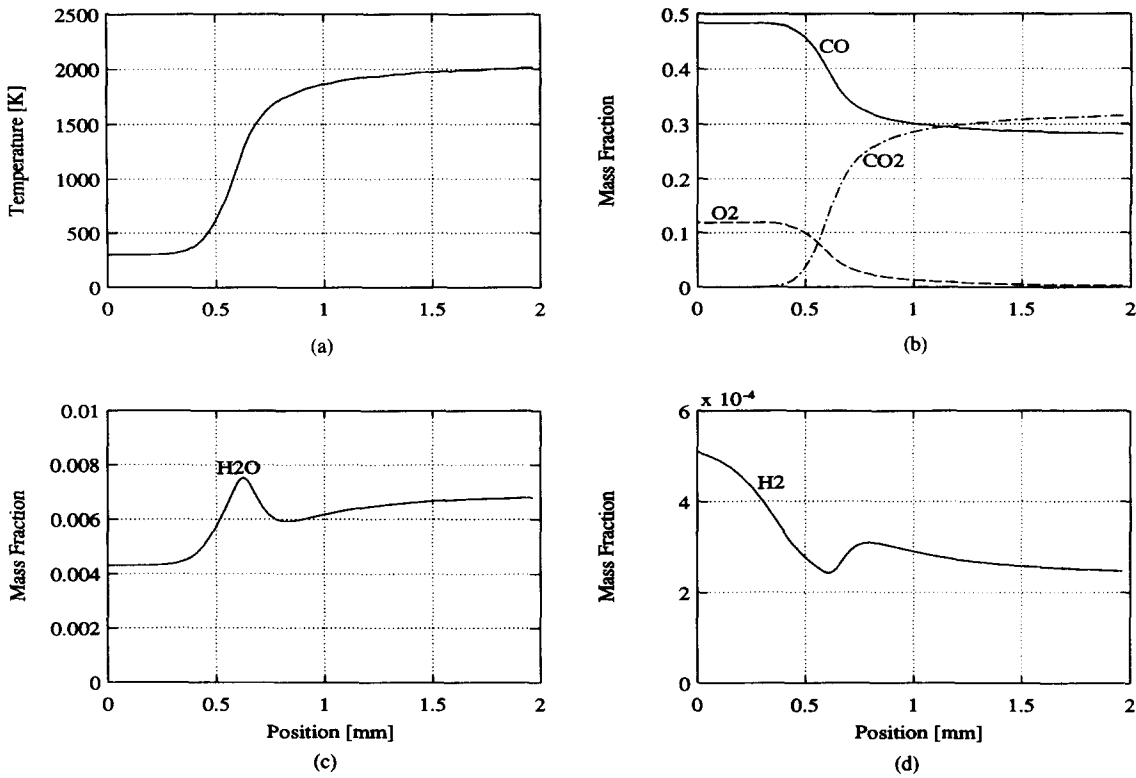 2500
2000
1500
1000
500
0
Temperature [K]
0 0.5 1 1.5 2
(a)
0.5
0.4
0.3
0.2
0.1
0
Mass Fraction
CO
CO2
O2
0 0.5 1 1.5 2
(b)
0.01
0.008
0.006
0.004
0.002
0
Mass Fraction
H2O
0 0.5 1 1.5 2
Position [mm]
(c)
x 10⁻⁴
6
4
2
0
Mass Fraction
H2
0 0.5 1 1.5 2
Position [mm]
(d)